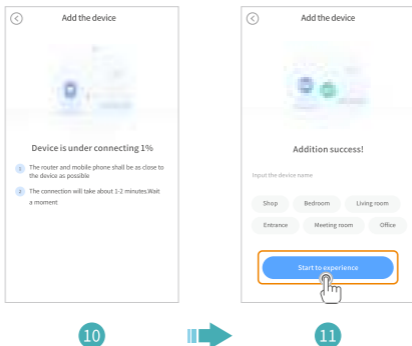 Add the device
Device is under connecting 1%
1 The router and mobile phone shall be as close to
the device as possible
2 The connection will take about 1-2 minutes.Wait
a moment
10
Add the device
Addition success!
Input the device name
Shop Bedroom Living room
Entrance Meeting room Office
Start to experience
11